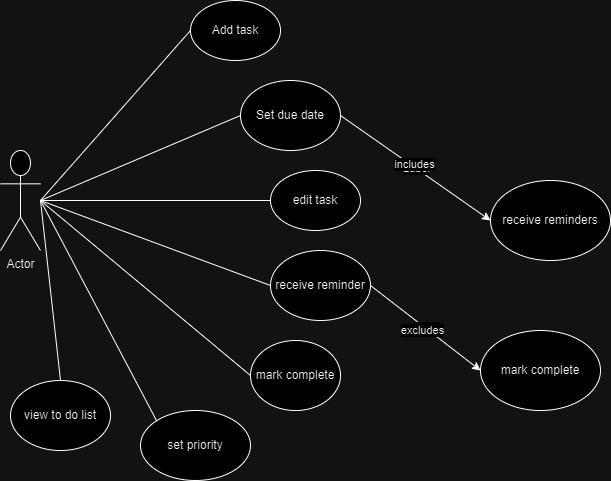 Add task
Set due date
includes
edit task
receive reminders
Actor
receive reminder
excludes
mark complete
mark complete
view to do list
set priority